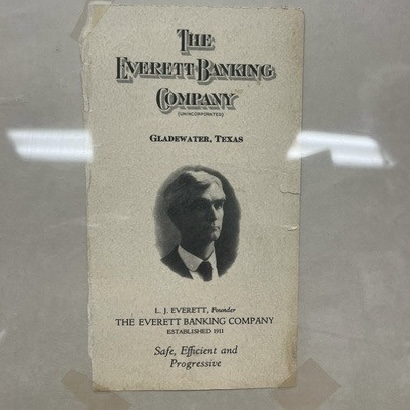 THE
EVERETT BANKING
COMPANY
(UNINCORPORATED)
GLADEWATER, TEXAS
L. J. EVERETT, Founder
THE EVERETT BANKING COMPANY
ESTABLISHED 1911
Safe, Efficient and
Progressive